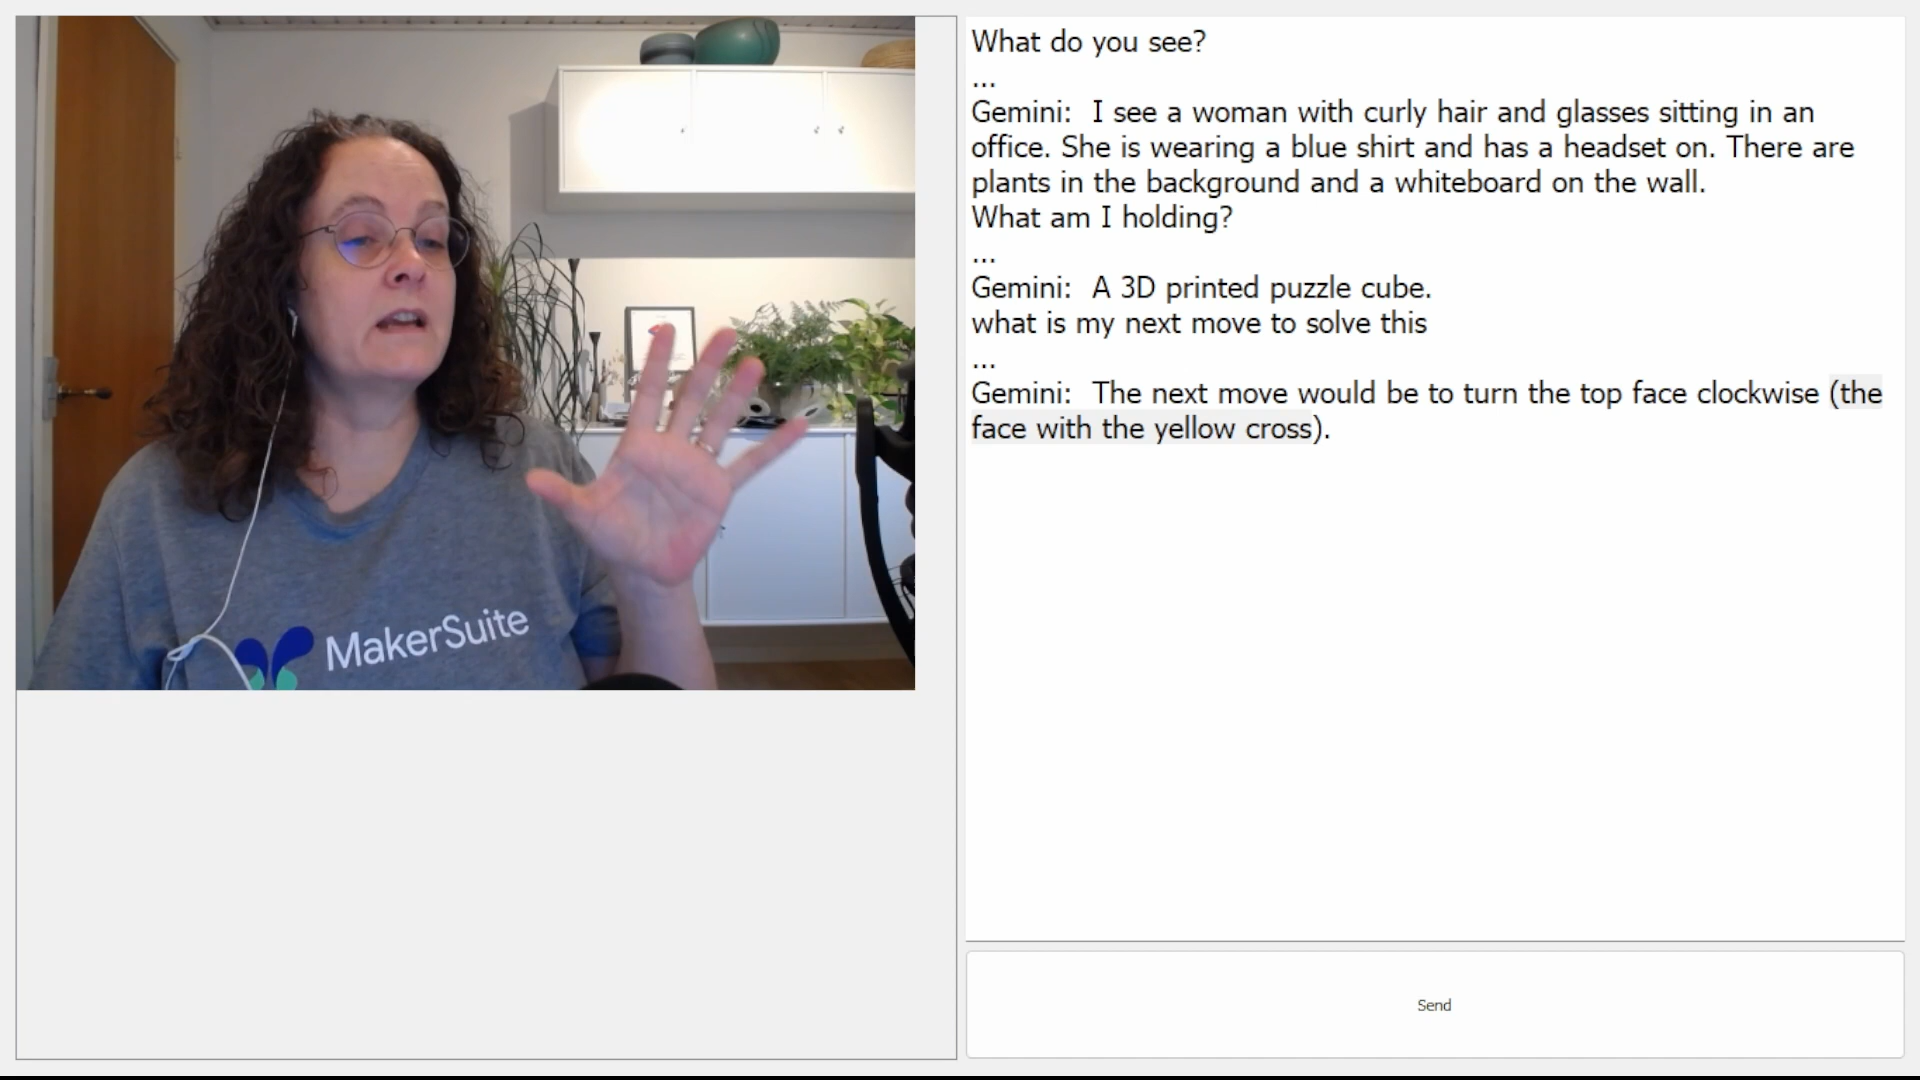 What do you see?
...
Gemini:  I see a woman with curly hair and glasses sitting in an
office. She is wearing a blue shirt and has a headset on. There are
plants in the background and a whiteboard on the wall.
What am I holding?
...
Gemini:  A 3D printed puzzle cube.
what is my next move to solve this
...
Gemini:  The next move would be to turn the top face clockwise (the
face with the yellow cross).
MakerSuite
Send